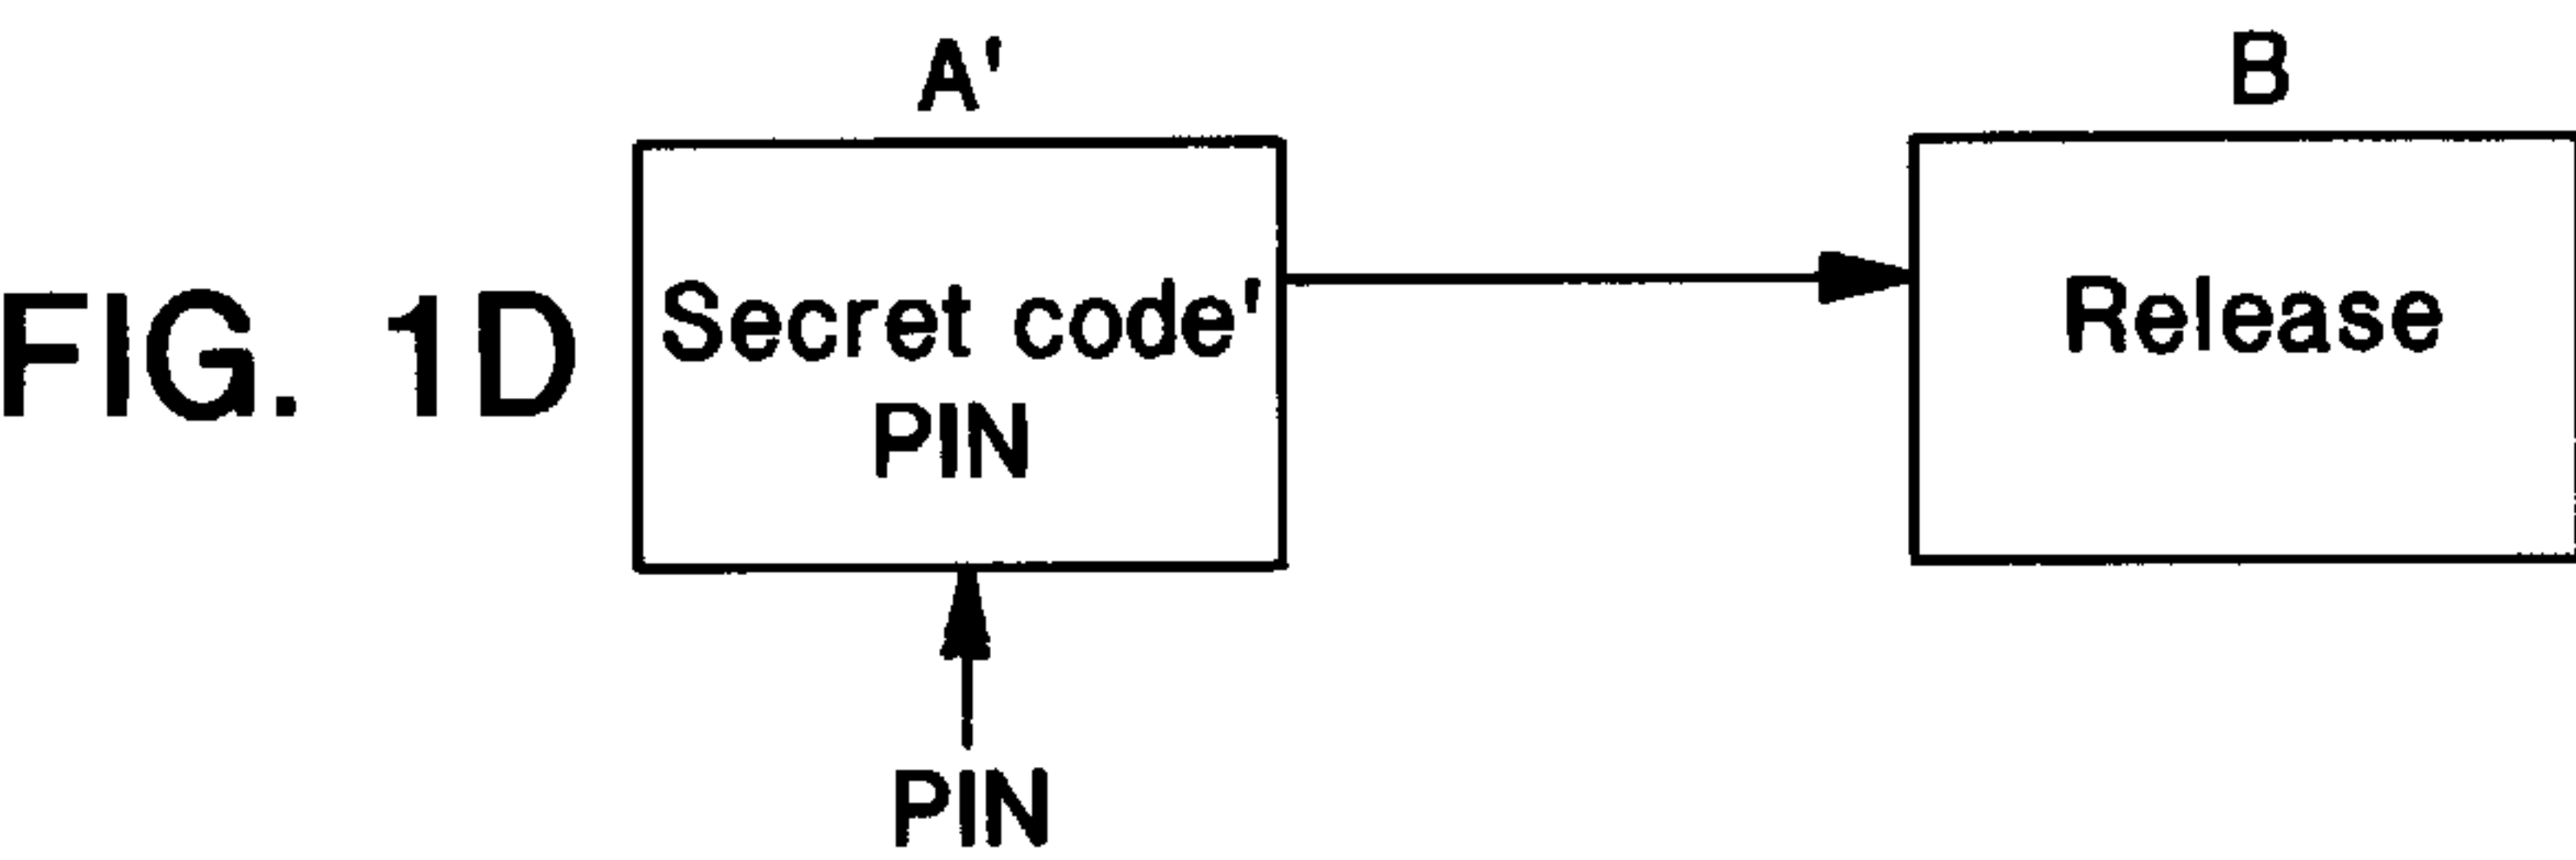 A'
B
FIG. 1D
Secret code'
PIN
Release
PIN